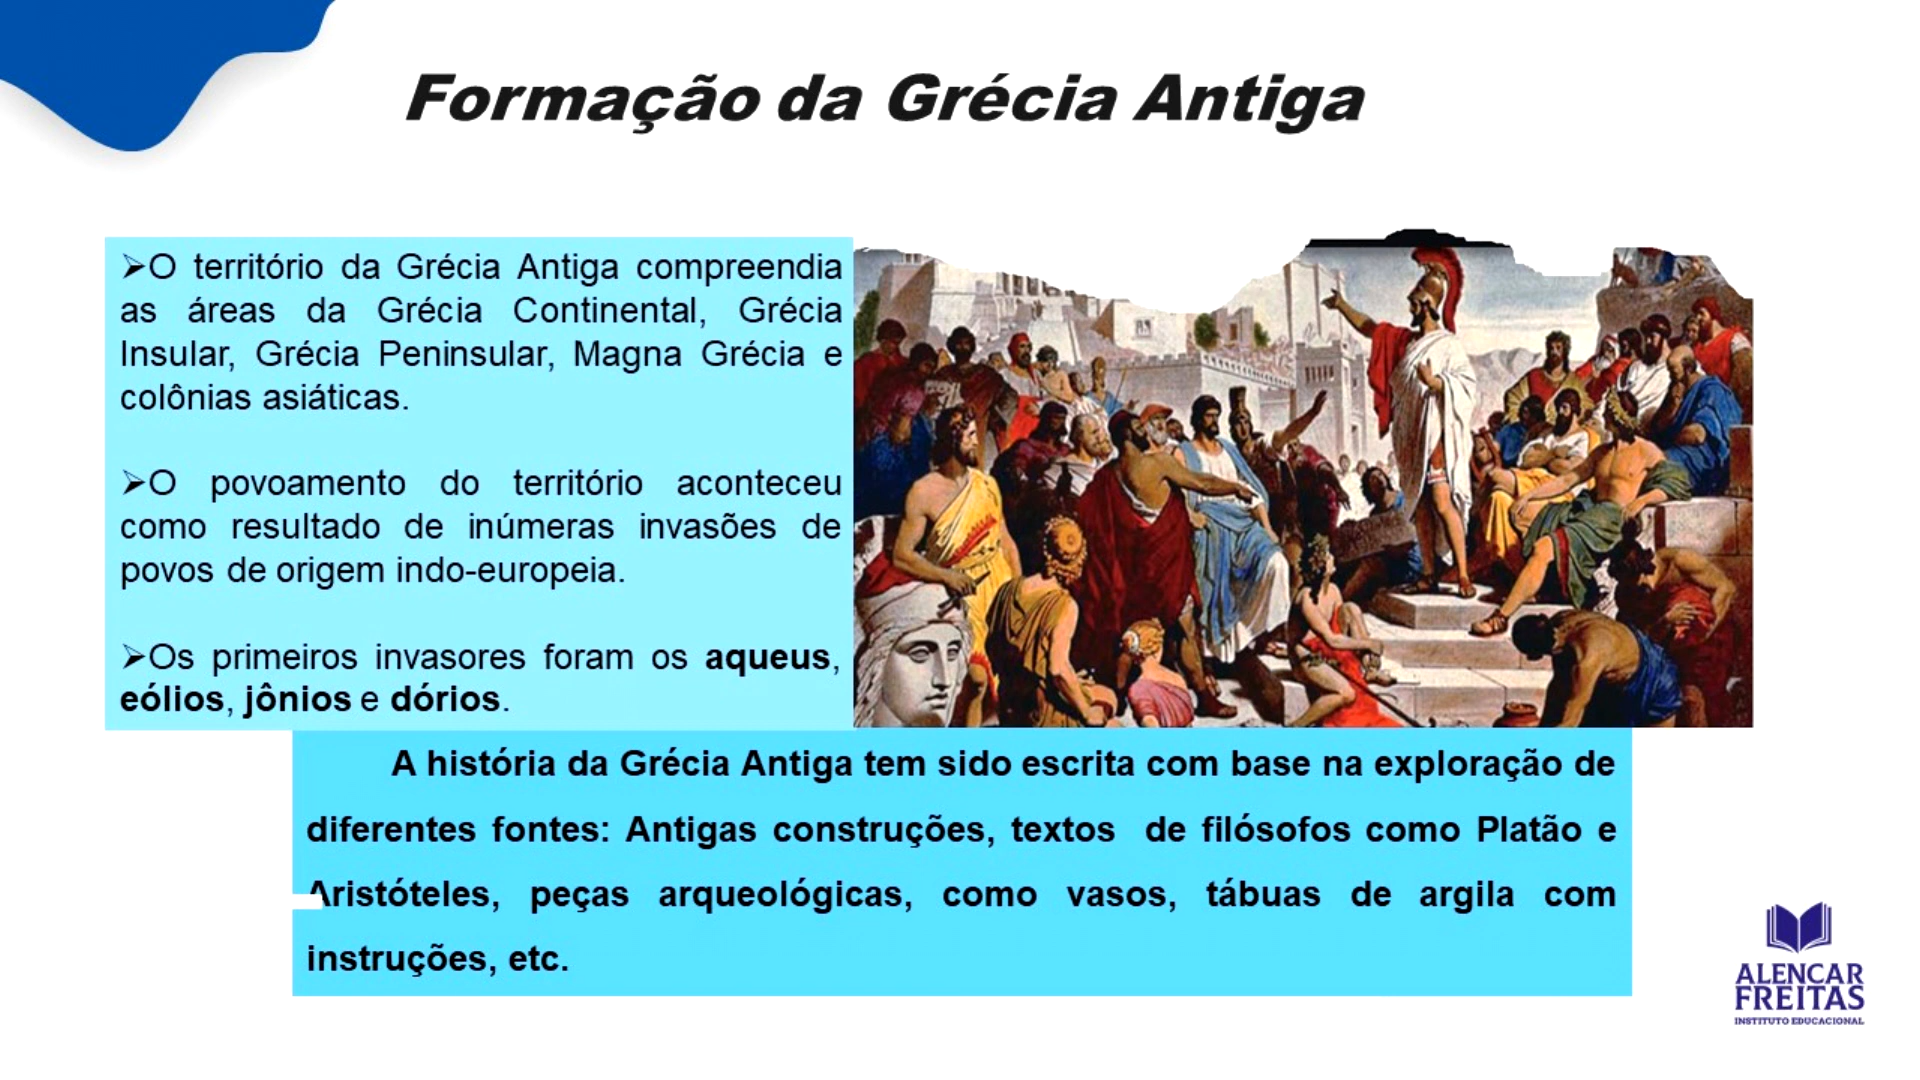 Formação da Grécia Antiga
➢O território da Grécia Antiga compreendia
as áreas da Grécia Continental, Grécia
Insular, Grécia Peninsular, Magna Grécia e
colônias asiáticas.
➢O povoamento do território aconteceu
como resultado de inúmeras invasões de
povos de origem indo-europeia.
➢Os primeiros invasores foram os aqueus,
eólios, jônios e dórios.
A história da Grécia Antiga tem sido escrita com base na exploração de
diferentes fontes: Antigas construções, textos de filósofos como Platão e
Aristóteles, peças arqueológicas, como vasos, tábuas de argila com
instruções, etc.
ALENCAR
FREITAS
INSTITUTO EDUCACIONAL